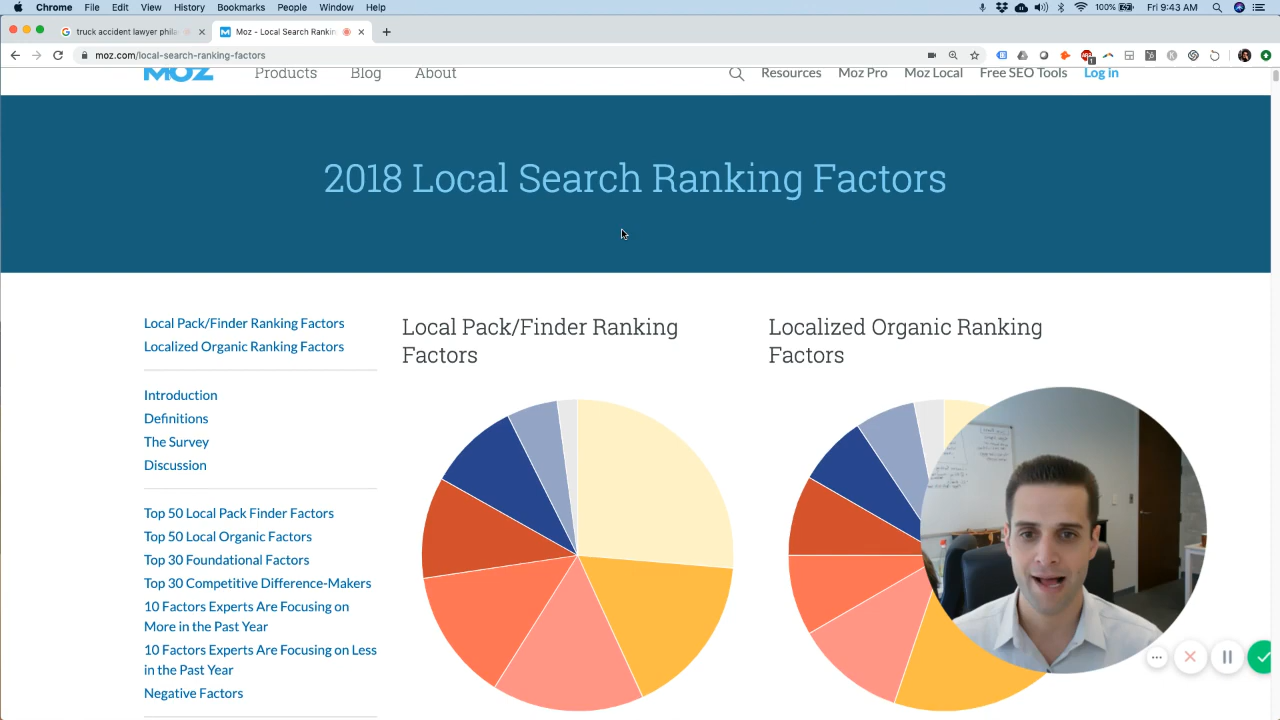 Chrome File Edit View History Bookmarks People Window Help 100% Fri 9:43 AM
truck accident lawyer phila
Moz - Local Search Rankin
moz.com/local-search-ranking-factors
MOZ Products Blog About Resources Moz Pro Moz Local Free SEO Tools Log in
2018 Local Search Ranking Factors
Local Pack/Finder Ranking Factors
Localized Organic Ranking Factors
Introduction
Definitions
The Survey
Discussion
Top 50 Local Pack Finder Factors
Top 50 Local Organic Factors
Top 30 Foundational Factors
Top 30 Competitive Difference-Makers
10 Factors Experts Are Focusing on
More in the Past Year
10 Factors Experts Are Focusing on Less
in the Past Year
Negative Factors
Local Pack/Finder Ranking
Factors
Localized Organic Ranking
Factors